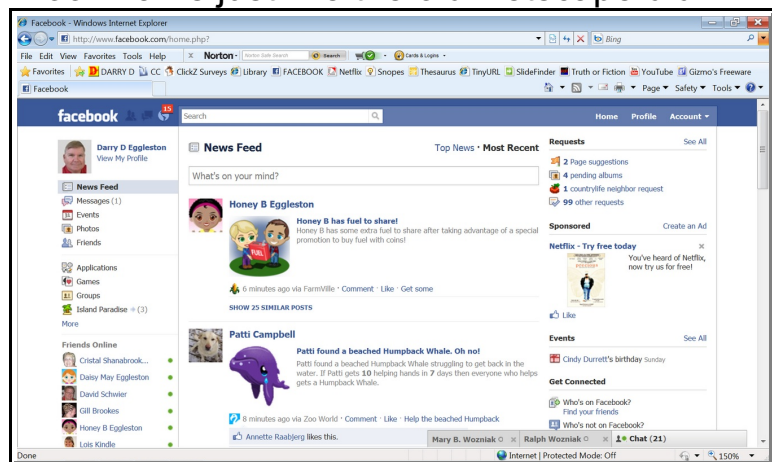 Facebook - Windows Internet Explorer
http://www.facebook.com/home.php?
Bing
File Edit View Favorites Tools Help
x Norton Norton Safe Search Search Cards & Logins
Favorites DARRY D CC ClickZ Surveys Library FACEBOOK Netflix Snopes Thesaurus TinyURL SlideFinder Truth or Fiction YouTube Gizmo's Freeware
Facebook
Page Safety Tools
facebook 15 Search Home Profile Account
Darry D Eggleston
View My Profile
News Feed
Messages (1)
Events
Photos
Friends
Applications
Games
Groups
Island Paradise (3)
More
Friends Online
Cristal Shanabrook...
Daisy May Eggleston
David Schwier
Gill Brookes
Honey B Eggleston
Lois Kindle
News Feed Top News · Most Recent
What's on your mind?
Honey B Eggleston
Honey B has fuel to share!
Honey B has some extra fuel to share after taking advantage of a special
promotion to buy fuel with coins!
FUEL
6 minutes ago via FarmVille · Comment · Like · Get some
SHOW 25 SIMILAR POSTS
Patti Campbell
Patti found a beached Humpback Whale. Oh no!
Patti found a beached Humpback Whale struggling to get back in the
water. If Patti gets 10 helping hands in 7 days then everyone who helps
gets a Humpback Whale.
8 minutes ago via Zoo World · Comment · Like · Help the beached Humpback
Annette Raabjerg likes this.
Requests See All
2 Page suggestions
4 pending albums
1 countrylife neighbor request
99 other requests
Sponsored Create an Ad
Netflix - Try free today x
You've heard of Netflix,
now try us for free!
Like
Events See All
Cindy Durrett's birthday Sunday
Get Connected
Who's on Facebook?
Find your friends
Who's not on Facebook?
Mary B. Wozniak x Ralph Wozniak x Chat (21)
Done Internet | Protected Mode: Off 150%